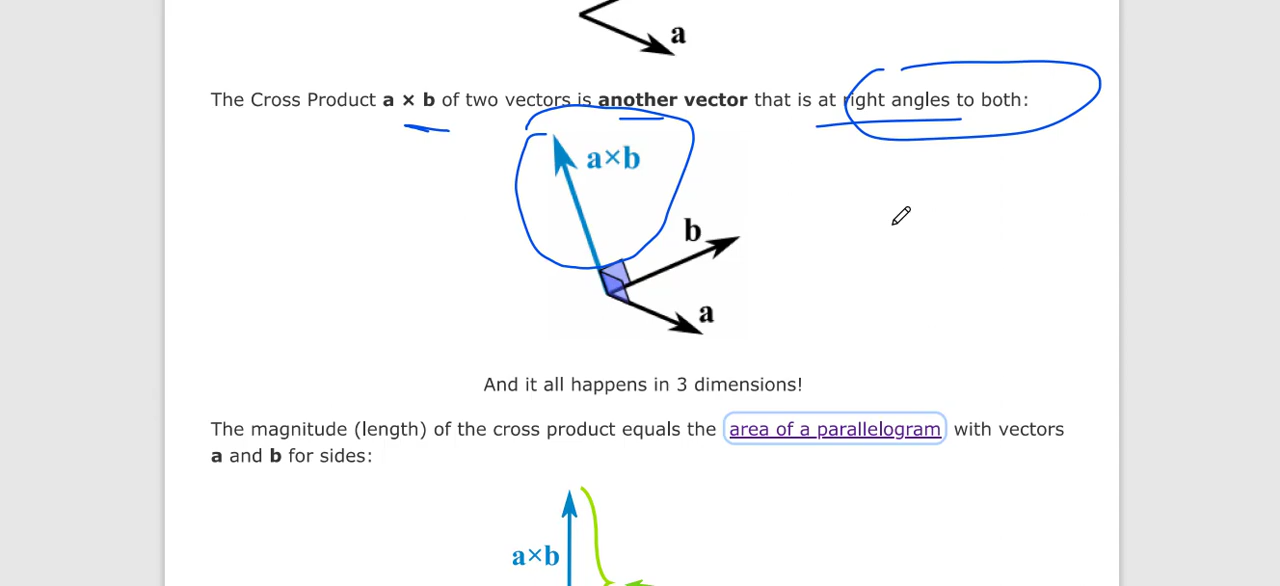 a
The Cross Product a × b of two vectors is another vector that is at right angles to both:
a×b
b
a
And it all happens in 3 dimensions!
The magnitude (length) of the cross product equals the area of a parallelogram with vectors
a and b for sides:
a×b